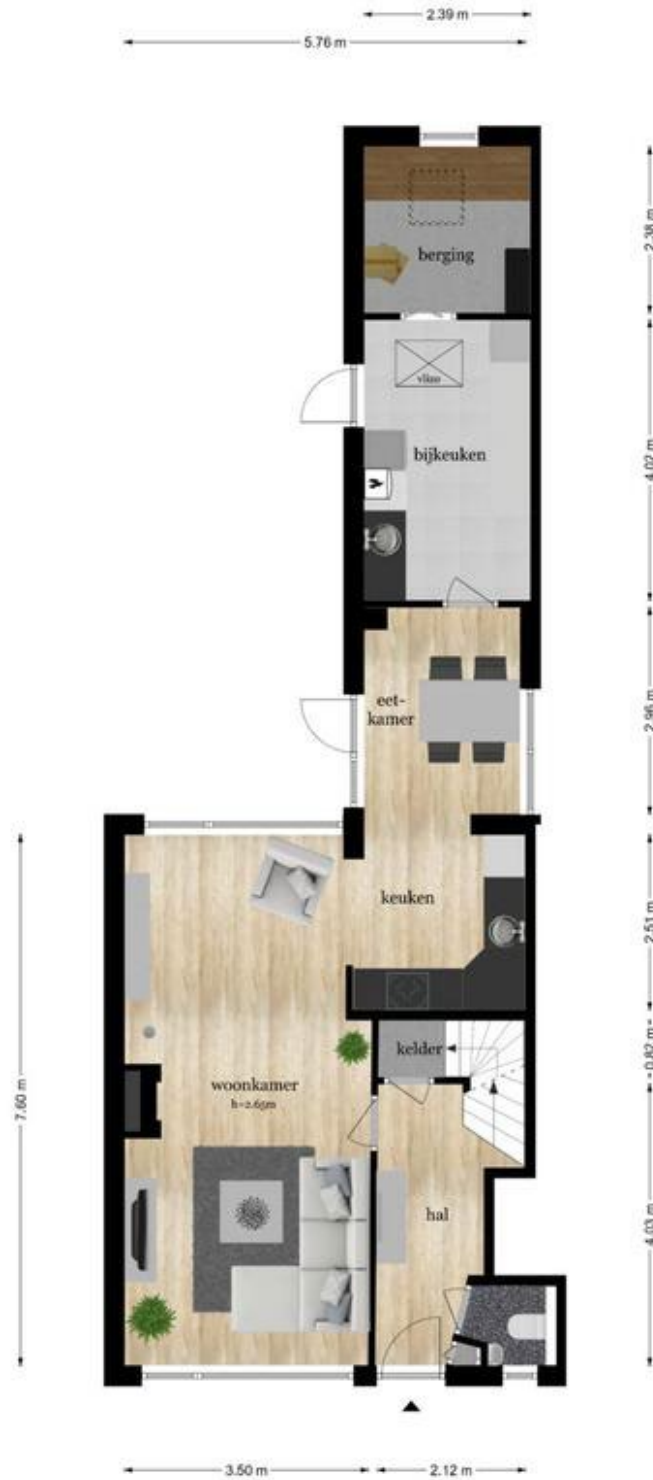 2.39 m
5.76 m
2.38 m
berging
4.02 m
vliso
bijkeuken
2.96 m
eet-
kamer
keuken
2.51 m
0.82 m
kelder
woonkamer
h=2.65m
7.60 m
hal
4.03 m
3.50 m
2.12 m